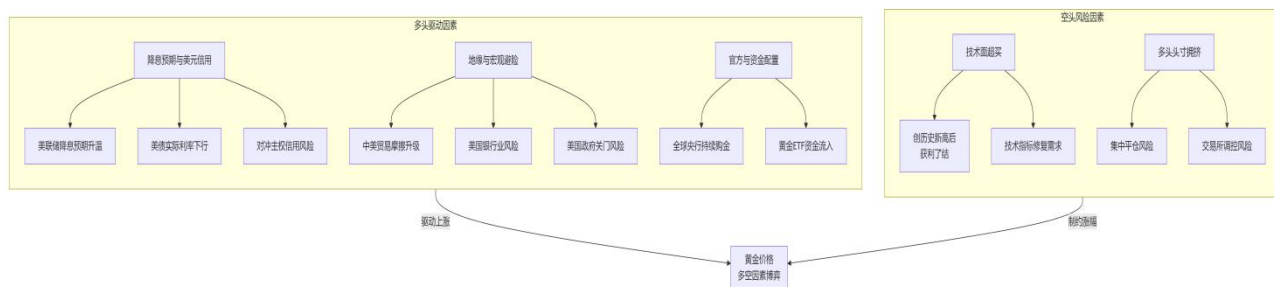 多头驱动因素
降息预期与美元信用
地缘与宏观避险
官方与资金配置
美联储降息预期升温
美债实际利率下行
对冲主权信用风险
中美贸易摩擦升级
美国银行业风险
美国政府关门风险
全球央行持续购金
黄金ETF资金流入
空头风险因素
技术面超买
多头头寸拥挤
创历史新高后
获利了结
技术指标修复需求
集中平仓风险
交易所调控风险
驱动上涨
制约涨幅
黄金价格
多空因素博弈